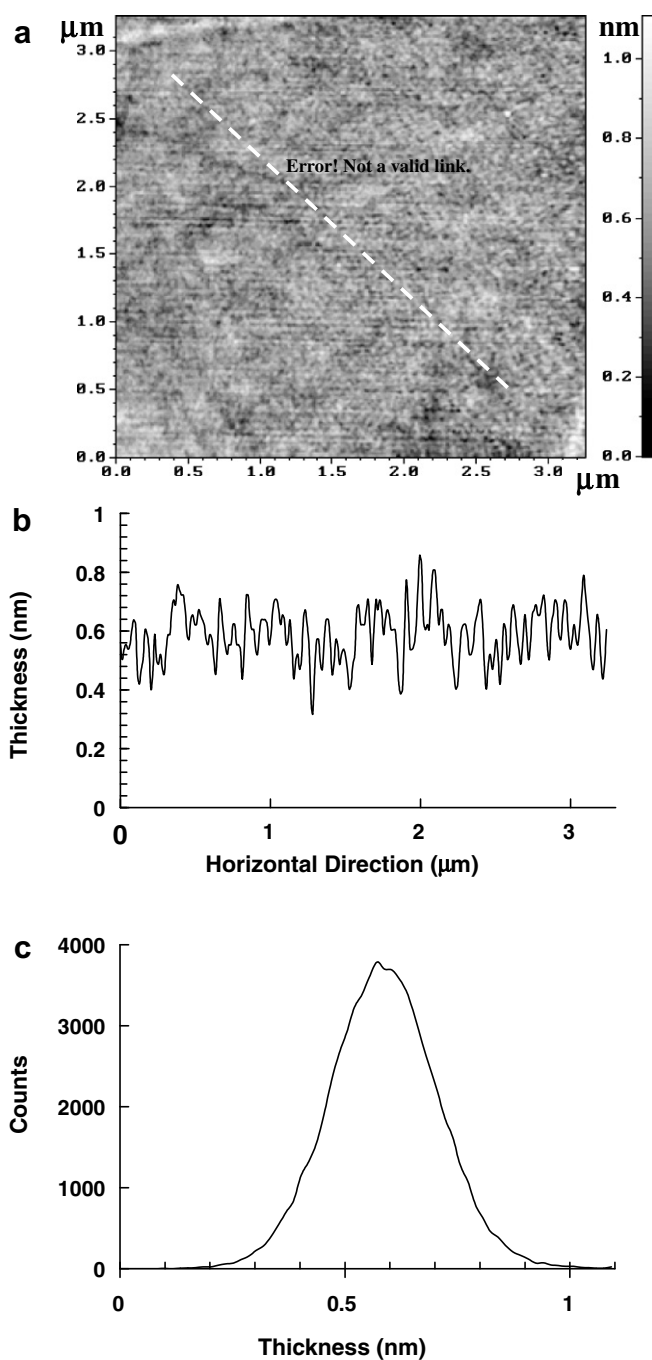 a
μm
nm
3.0
2.5
2.0
1.5
1.0
0.5
0.0
Error! Not a valid link.
1.0
0.8
0.6
0.4
0.2
0.0
0.0 0.5 1.0 1.5 2.0 2.5 3.0
μm
b
1
0.8
0.6
0.4
0.2
0
Thickness (nm)
0 1 2 3
Horizontal Direction (μm)
c
4000
3000
2000
1000
0
Counts
0 0.5 1
Thickness (nm)